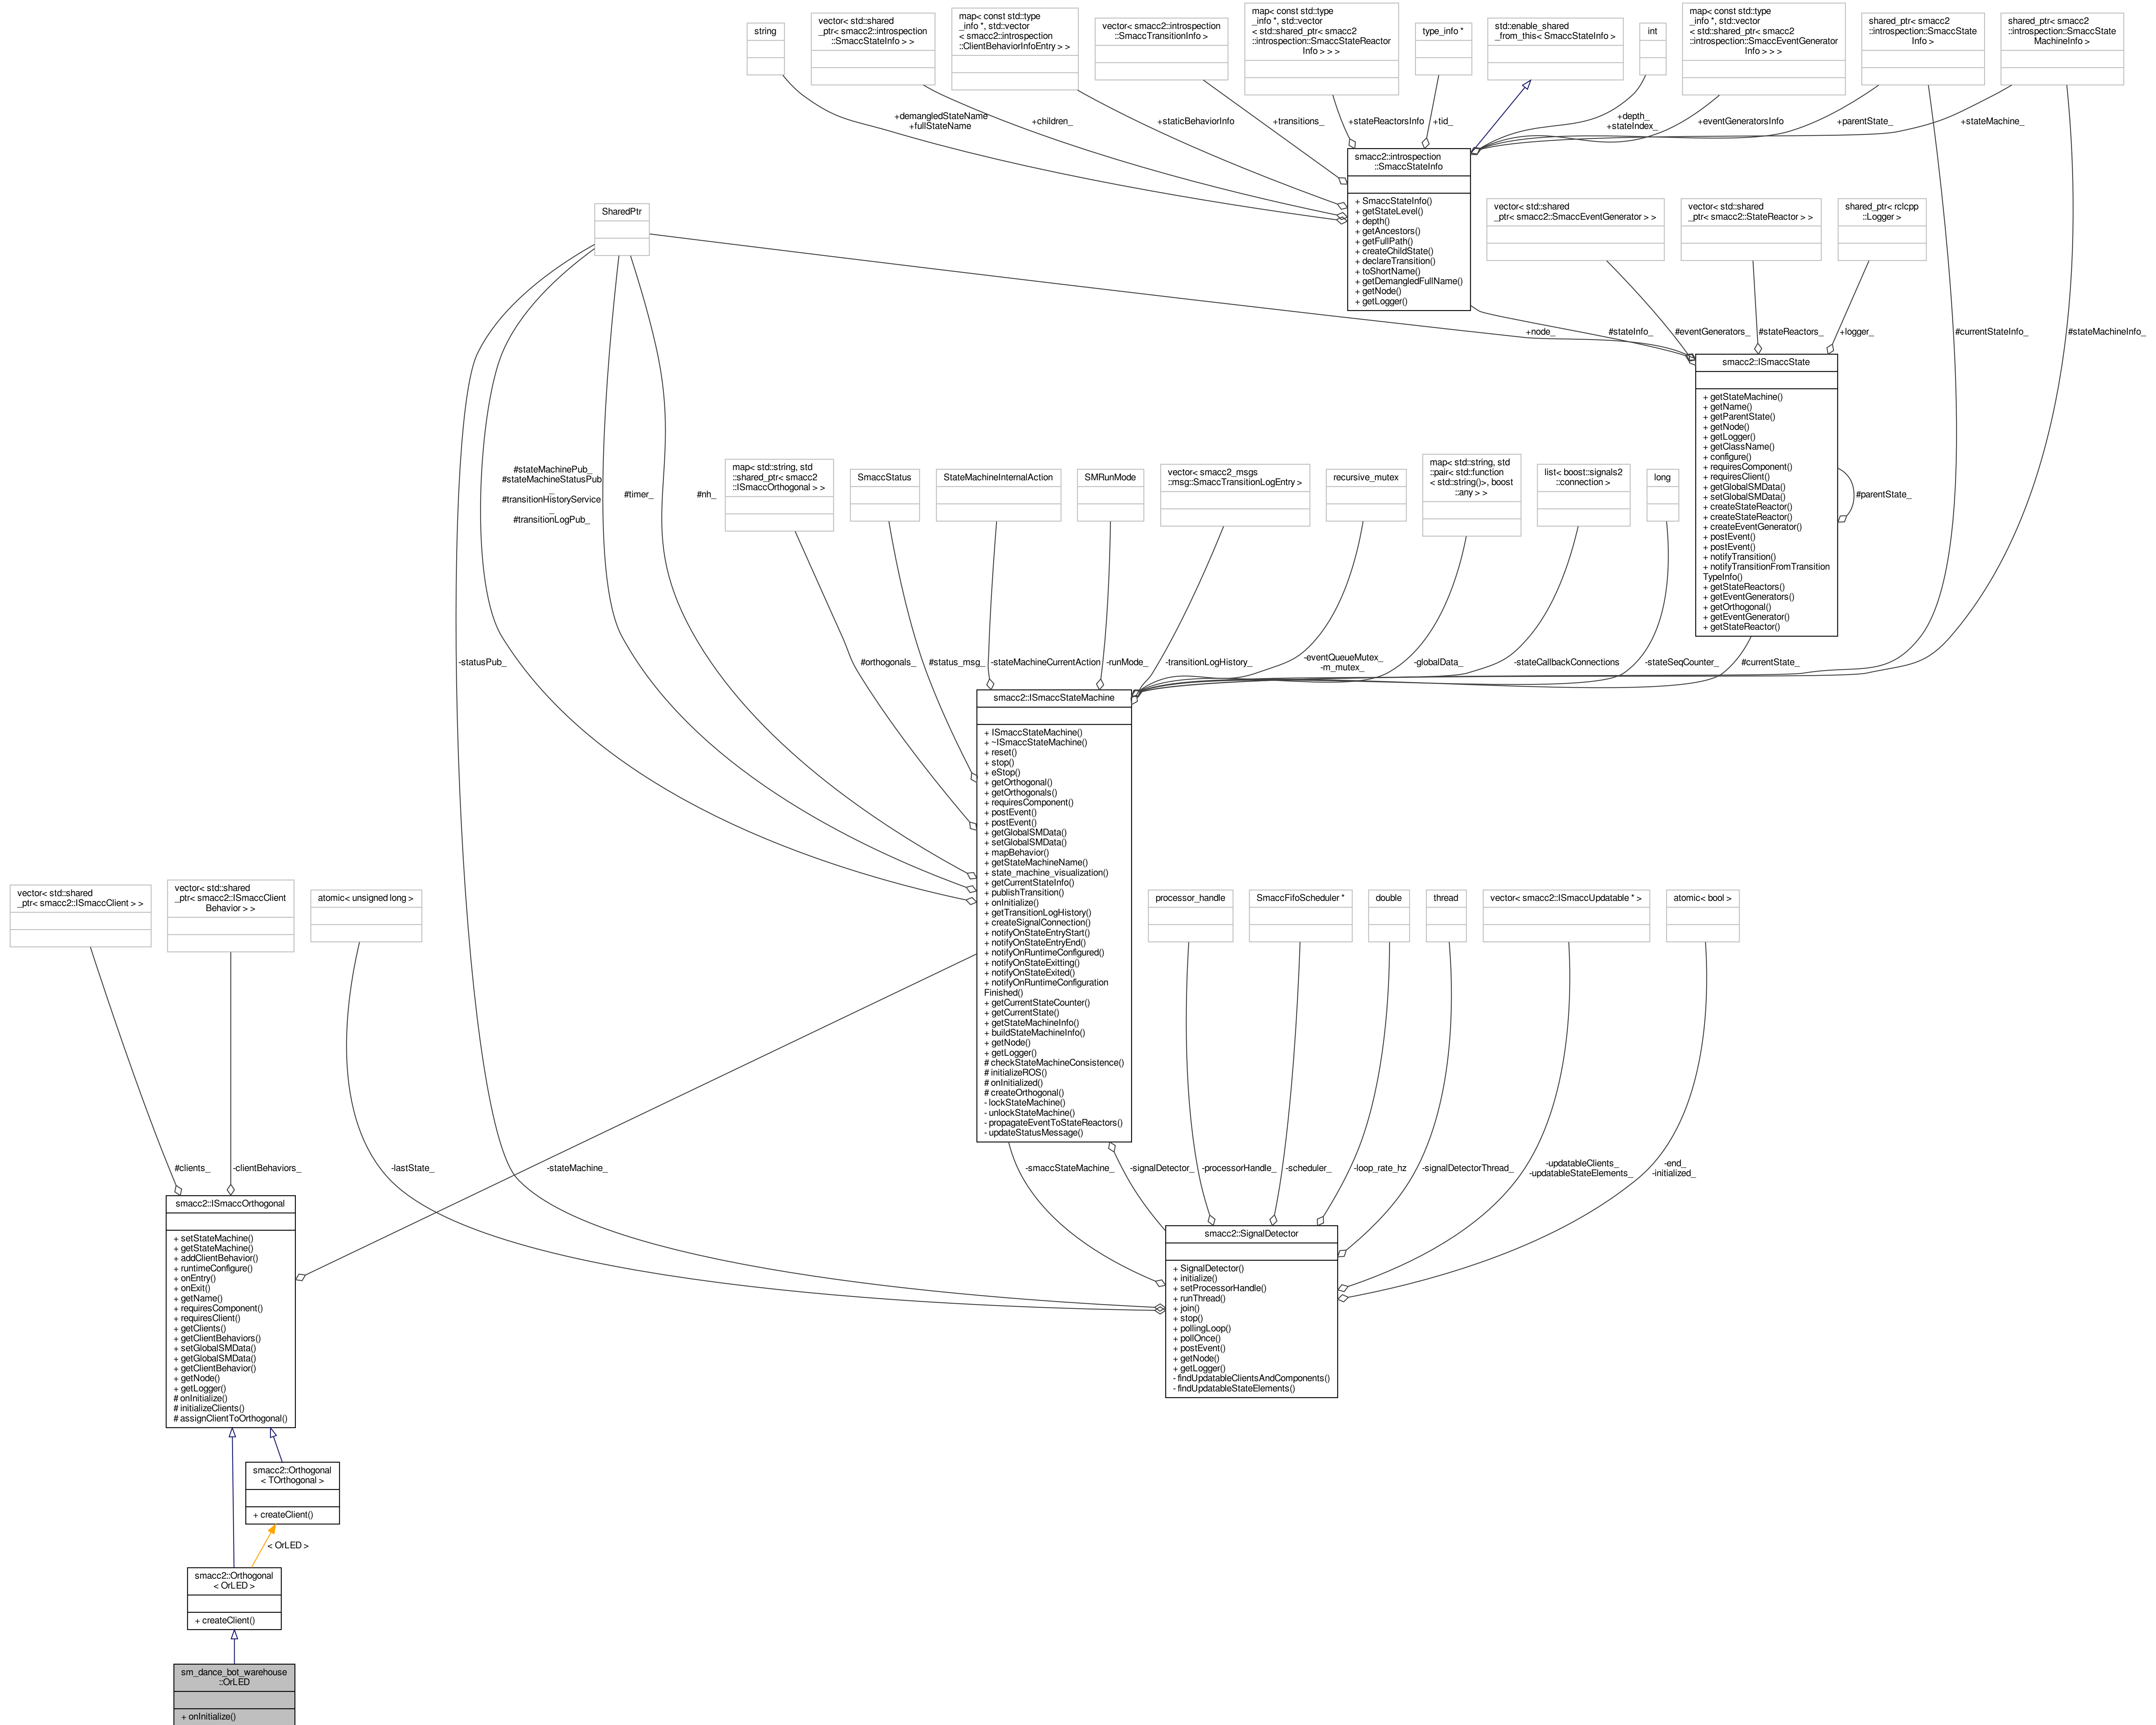 string
vector< std::shared
_ptr< smacc2::introspection
::SmaccStateInfo > >
map< const std::type
_info *, std::vector
< smacc2::introspection
::ClientBehaviorInfoEntry > >
vector< smacc2::introspection
::SmaccTransitionInfo >
map< const std::type
_info *, std::vector
< std::shared_ptr< smacc2
::introspection::SmaccStateReactor
Info > > >
type_info *
std::enable_shared
_from_this< SmaccStateInfo >
int
map< const std::type
_info *, std::vector
< std::shared_ptr< smacc2
::introspection::SmaccEventGenerator
Info > > >
shared_ptr< smacc2
::introspection::SmaccState
Info >
shared_ptr< smacc2
::introspection::SmaccState
MachineInfo >
+demangledStateName
+fullStateName
+children_
+staticBehaviorInfo
+transitions_
+stateReactorsInfo
+tid_
+depth_
+stateIndex_
+eventGeneratorsInfo
+parentState_
+stateMachine_
smacc2::introspection
::SmaccStateInfo
+ SmaccStateInfo()
+ getStateLevel()
+ depth()
+ getAncestors()
+ getFullPath()
+ createChildState()
+ declareTransition()
+ toShortName()
+ getDemangledFullName()
+ getNode()
+ getLogger()
SharedPtr
vector< std::shared
_ptr< smacc2::SmaccEventGenerator > >
vector< std::shared
_ptr< smacc2::StateReactor > >
shared_ptr< rclcpp
::Logger >
+node_
#stateInfo_
#eventGenerators_
#stateReactors_
+logger_
#currentStateInfo_
#stateMachineInfo_
smacc2::ISmaccState
+ getStateMachine()
+ getName()
+ getParentState()
+ getNode()
+ getLogger()
+ getClassName()
+ configure()
+ requiresComponent()
+ requiresClient()
+ getGlobalSMData()
+ setGlobalSMData()
+ createStateReactor()
+ createStateReactor()
+ createEventGenerator()
+ postEvent()
+ postEvent()
+ notifyTransition()
+ notifyTransitionFromTransition
TypeInfo()
+ getStateReactors()
+ getEventGenerators()
+ getOrthogonal()
+ getEventGenerator()
+ getStateReactor()
#parentState_
#stateMachinePub_
#stateMachineStatusPub
_
#transitionHistoryService
_
#transitionLogPub_
#timer_
#nh_
map< std::string, std
::shared_ptr< smacc2
::ISmaccOrthogonal > >
SmaccStatus
StateMachineInternalAction
SMRunMode
vector< smacc2_msgs
::msg::SmaccTransitionLogEntry >
recursive_mutex
map< std::string, std
::pair< std::function
< std::string()>, boost
::any > >
list< boost::signals2
::connection >
long
-statusPub_
#orthogonals_
#status_msg_
-stateMachineCurrentAction
-runMode_
-transitionLogHistory_
-eventQueueMutex_
-m_mutex_
-globalData_
-stateCallbackConnections
-stateSeqCounter_
#currentState_
smacc2::ISmaccStateMachine
+ ISmaccStateMachine()
+ ~ISmaccStateMachine()
+ reset()
+ stop()
+ eStop()
+ getOrthogonal()
+ getOrthogonals()
+ requiresComponent()
+ postEvent()
+ postEvent()
+ getGlobalSMData()
+ setGlobalSMData()
+ mapBehavior()
+ getStateMachineName()
+ state_machine_visualization()
+ getCurrentStateInfo()
+ publishTransition()
+ onInitialize()
+ getTransitionLogHistory()
+ createSignalConnection()
+ notifyOnStateEntryStart()
+ notifyOnStateEntryEnd()
+ notifyOnRuntimeConfigured()
+ notifyOnStateExitting()
+ notifyOnStateExited()
+ notifyOnRuntimeConfiguration
Finished()
+ getCurrentStateCounter()
+ getCurrentState()
+ getStateMachineInfo()
+ buildStateMachineInfo()
+ getNode()
+ getLogger()
# checkStateMachineConsistence()
# initializeROS()
# onInitialized()
# createOrthogonal()
- lockStateMachine()
- unlockStateMachine()
- propagateEventToStateReactors()
- updateStatusMessage()
vector< std::shared
_ptr< smacc2::ISmaccClient > >
vector< std::shared
_ptr< smacc2::ISmaccClient
Behavior > >
atomic< unsigned long >
processor_handle
SmaccFifoScheduler *
double
thread
vector< smacc2::ISmaccUpdatable * >
atomic< bool >
#clients_
-clientBehaviors_
-lastState_
-stateMachine_
-smaccStateMachine_
-signalDetector_
-processorHandle_
-scheduler_
-loop_rate_hz
-signalDetectorThread_
-updatableClients_
-updatableStateElements_
-end_
-initialized_
smacc2::ISmaccOrthogonal
+ setStateMachine()
+ getStateMachine()
+ addClientBehavior()
+ runtimeConfigure()
+ onEntry()
+ onExit()
+ getName()
+ requiresComponent()
+ requiresClient()
+ getClients()
+ getClientBehaviors()
+ setGlobalSMData()
+ getGlobalSMData()
+ getClientBehavior()
+ getNode()
+ getLogger()
# onInitialize()
# initializeClients()
# assignClientToOrthogonal()
smacc2::SignalDetector
+ SignalDetector()
+ initialize()
+ setProcessorHandle()
+ runThread()
+ join()
+ stop()
+ pollingLoop()
+ pollOnce()
+ postEvent()
+ getNode()
+ getLogger()
- findUpdatableClientsAndComponents()
- findUpdatableStateElements()
smacc2::Orthogonal
< TOrthogonal >
+ createClient()
< OrLED >
smacc2::Orthogonal
< OrLED >
+ createClient()
sm_dance_bot_warehouse
::OrLED
+ onInitialize()